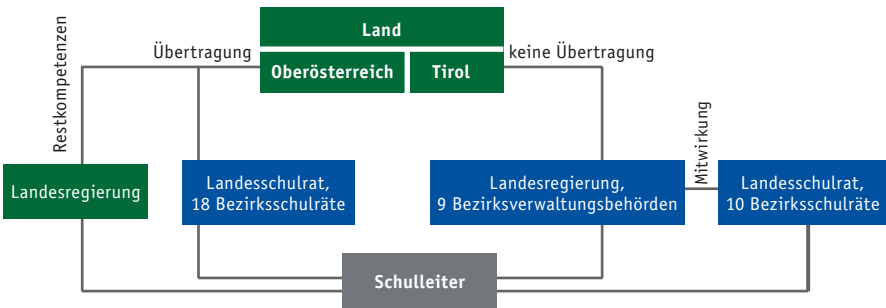 Land
Oberösterreich
Tirol
Übertragung
keine Übertragung
Restkompetenzen
Mitwirkung
Landesregierung
Landesschulrat,
18 Bezirksschulräte
Landesregierung,
9 Bezirksverwaltungsbehörden
Landesschulrat,
10 Bezirksschulräte
Schulleiter